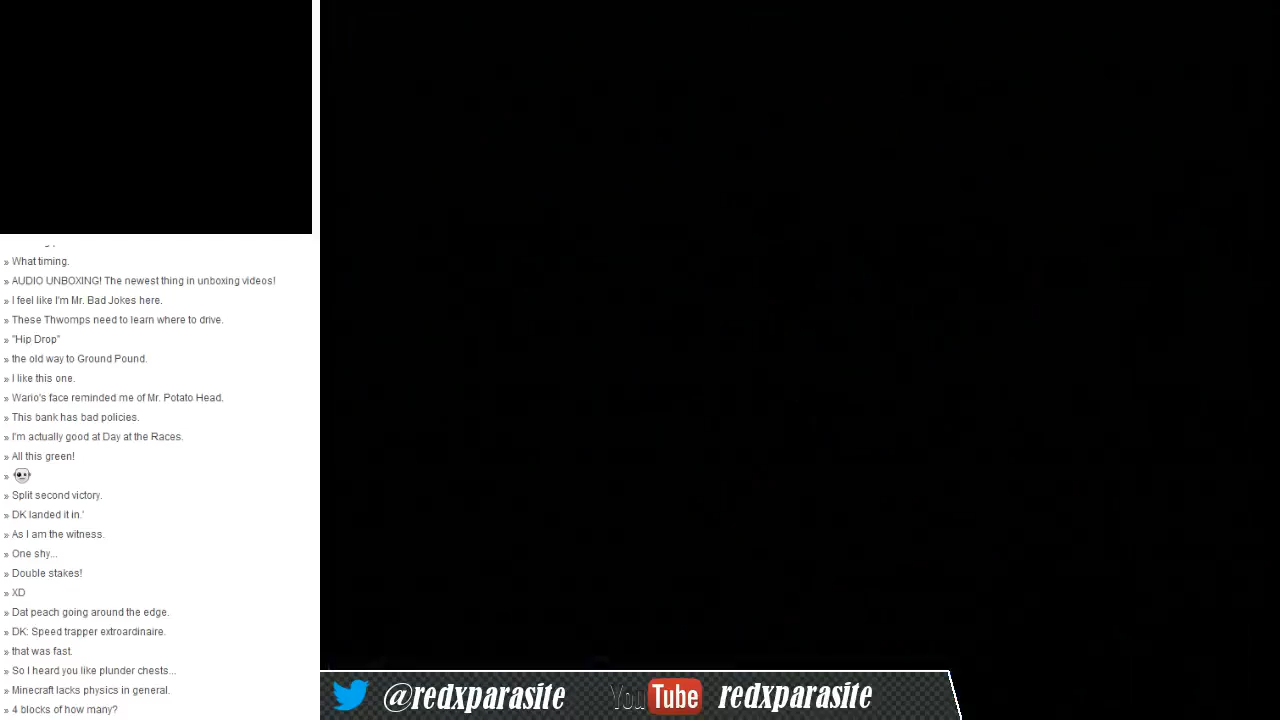 » What timing.
» AUDIO UNBOXING! The newest thing in unboxing videos!
» I feel like I'm Mr. Bad Jokes here.
» These Thwomps need to learn where to drive.
» "Hip Drop"
» the old way to Ground Pound.
» I like this one.
» Wario's face reminded me of Mr. Potato Head.
» This bank has bad policies.
» I'm actually good at Day at the Races.
» All this green!
»
» Split second victory.
» DK landed it in.'
» As I am the witness.
» One shy...
» Double stakes!
» XD
» Dat peach going around the edge.
» DK: Speed trapper extroardinaire.
» that was fast.
» So I heard you like plunder chests...
» Minecraft lacks physics in general.
» 4 blocks of how many?
@redxparasite YouTube redxparasite